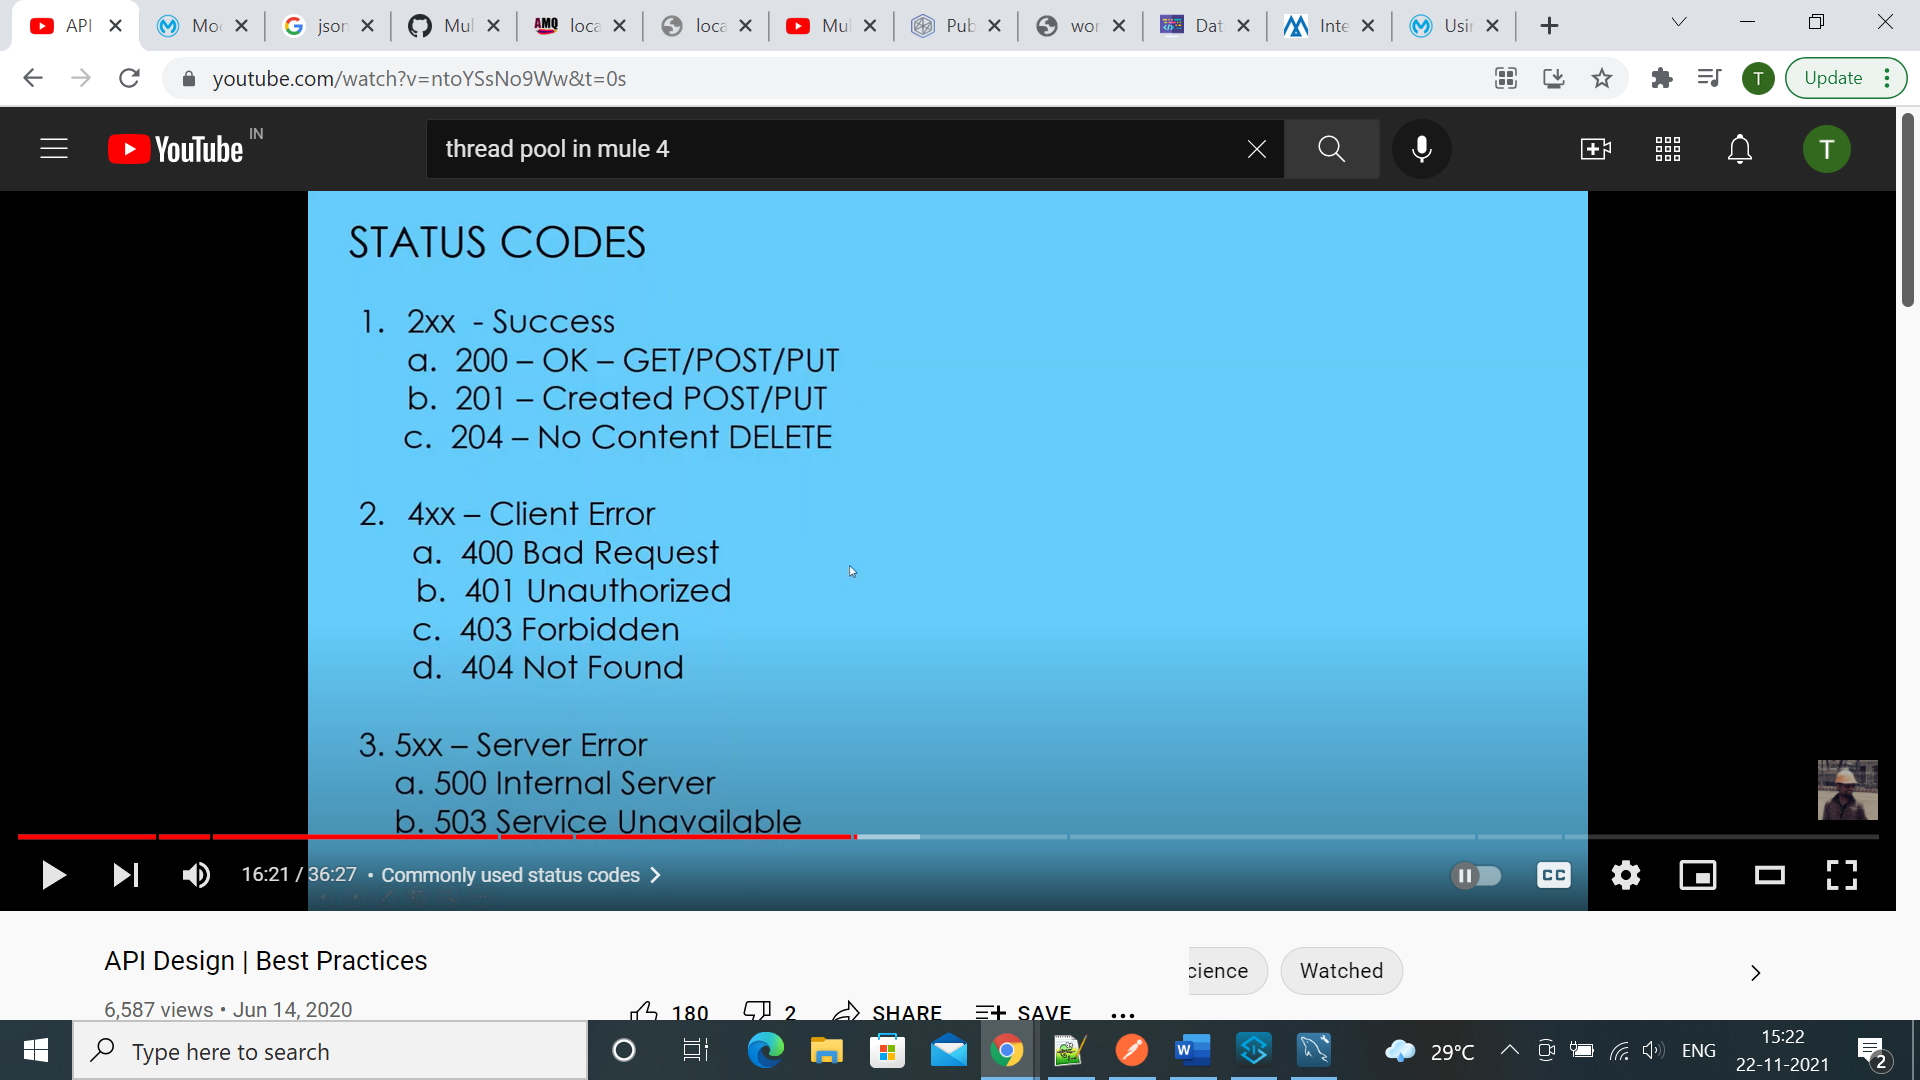 API
Moc
json
Mul
AMQ
loca
loca
Mul
Pub
wor
Dat
Inte
Usin
youtube.com/watch?v=ntoYSsNo9Ww&t=0s
T
Update
YouTube IN
thread pool in mule 4
T
STATUS CODES
1. 2xx - Success
a. 200 – OK – GET/POST/PUT
b. 201 – Created POST/PUT
c. 204 – No Content DELETE
2. 4xx – Client Error
a. 400 Bad Request
b. 401 Unauthorized
c. 403 Forbidden
d. 404 Not Found
3. 5xx – Server Error
a. 500 Internal Server
b. 503 Service Unavailable
16:21 / 36:27 • Commonly used status codes
CC
API Design | Best Practices
cience
Watched
6,587 views • Jun 14, 2020
180
2
SHARE
SAVE
Type here to search
W
29°C
ENG
15:22
22-11-2021
2